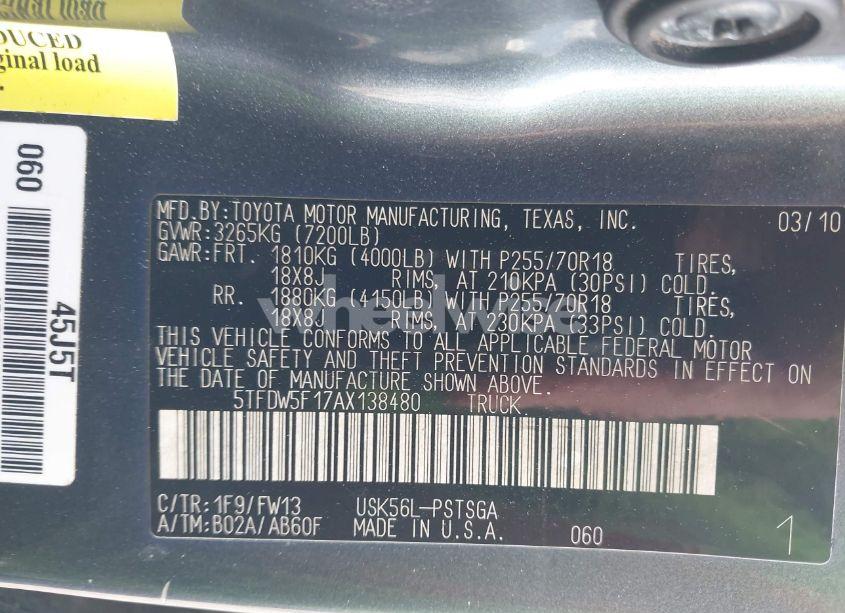 DUCED
ginal load
060
45J5T
MFD.BY:TOYOTA MOTOR MANUFACTURING, TEXAS, INC. 03/10
GVWR:3265KG (7200LB)
GAWR:FRT. 1810KG (4000LB) WITH P255/70R18 TIRES,
18X8J RIMS, AT 210KPA (30PSI) COLD.
RR. 1880KG (4150LB) WITH P255/70R18 TIRES,
18X8J RIMS, AT 230KPA (33PSI) COLD.
THIS VEHICLE CONFORMS TO ALL APPLICABLE FEDERAL MOTOR
VEHICLE SAFETY AND THEFT PREVENTION STANDARDS IN EFFECT ON
THE DATE OF MANUFACTURE SHOWN ABOVE.
5TFDW5F17AX138480 TRUCK
C/TR:1F9/FW13 USK56L-PSTSGA
A/TM:B02A/AB60F MADE IN U.S.A. 060
1